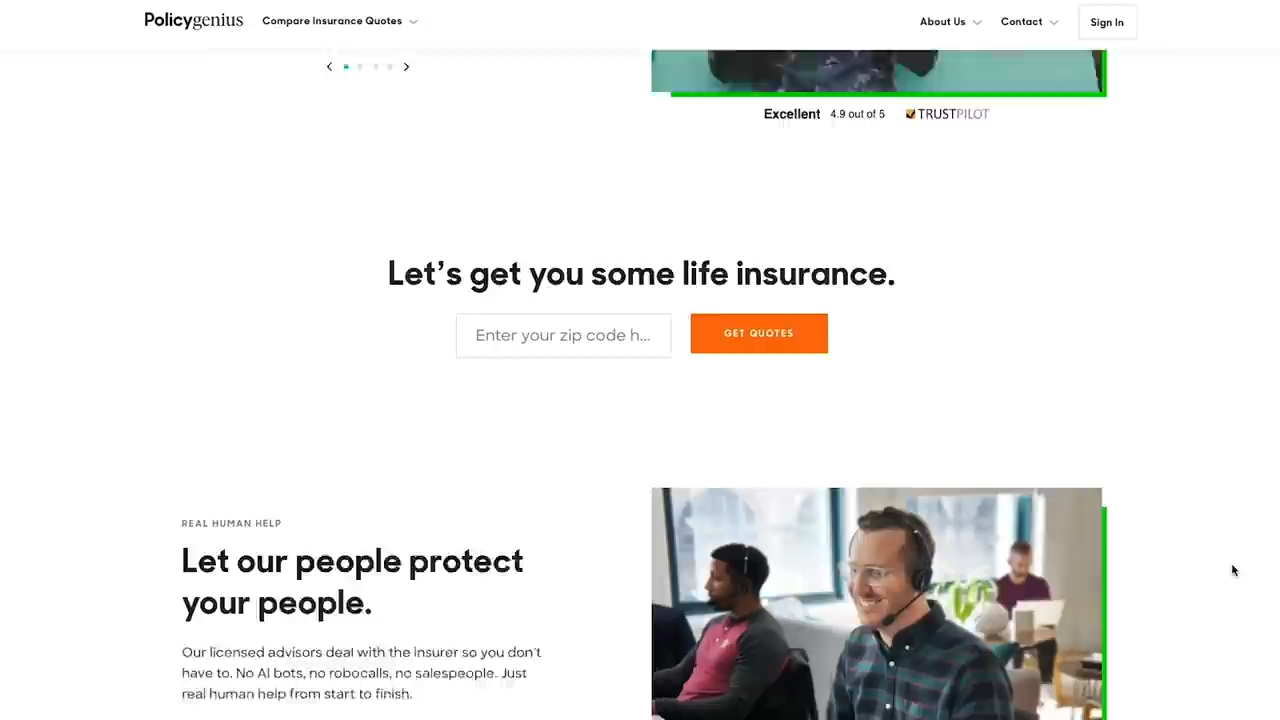 Policygenius
Compare Insurance Quotes
About Us
Contact
Sign In
Excellent 4.9 out of 5 TRUSTPILOT
Let’s get you some life insurance.
Enter your zip code h...
GET QUOTES
REAL HUMAN HELP
Let our people protect
your people.
Our licensed advisors deal with the insurer so you don't
have to. No AI bots, no robocalls, no salespeople. Just
real human help from start to finish.